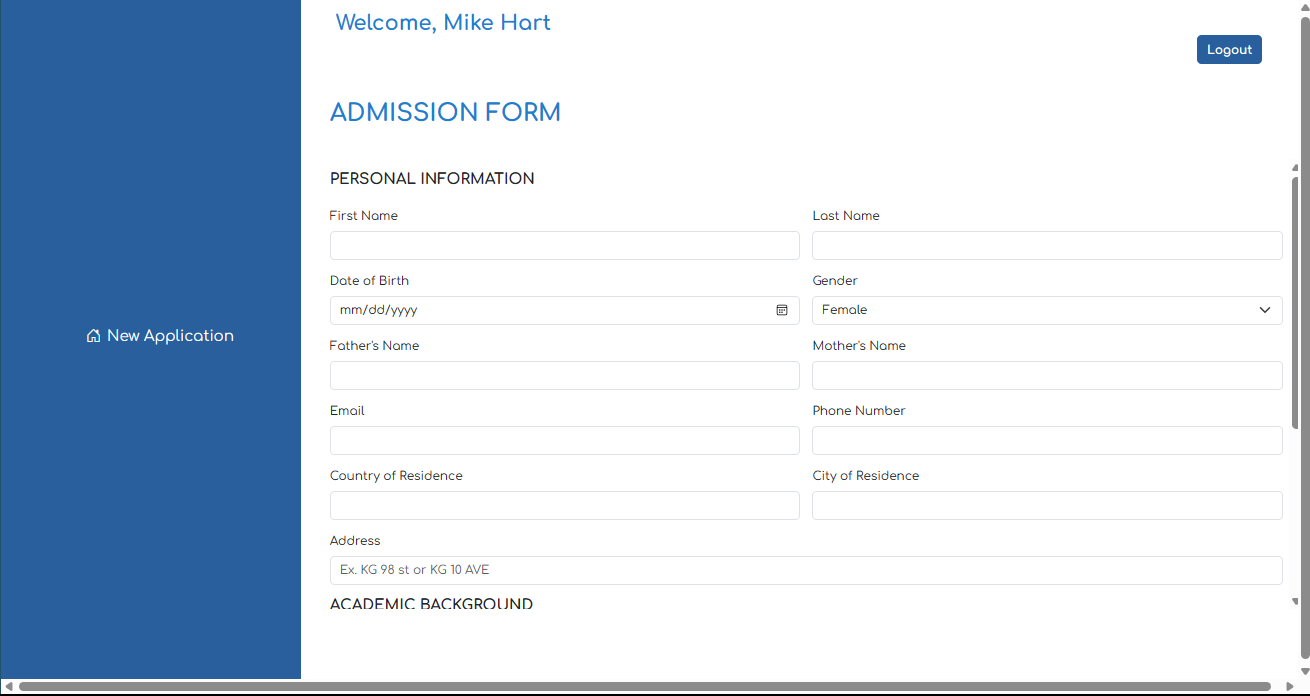 Welcome, Mike Hart
Logout
New Application
ADMISSION FORM
PERSONAL INFORMATION
First Name
Last Name
Date of Birth
Gender
mm/dd/yyyy
Female
Father's Name
Mother's Name
Email
Phone Number
Country of Residence
City of Residence
Address
Ex. KG 98 st or KG 10 AVE
ACADEMIC BACKGROUND